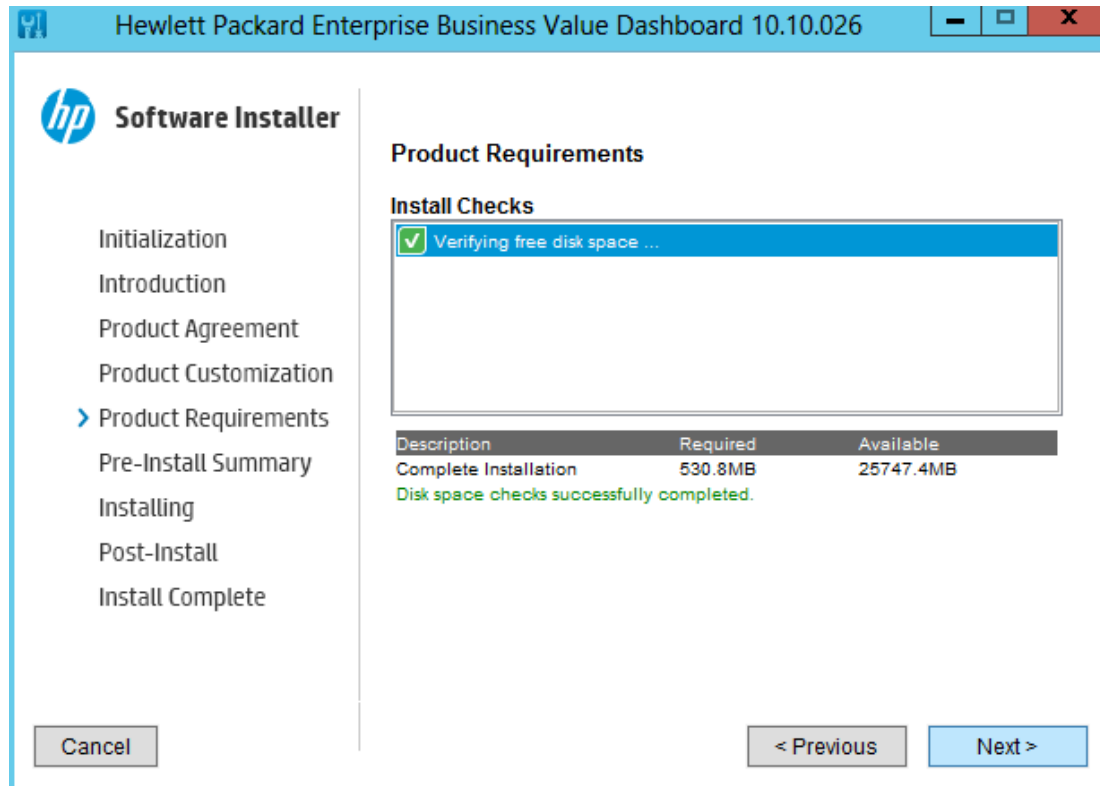 Hewlett Packard Enterprise Business Value Dashboard 10.10.026
hp Software Installer
Initialization
Introduction
Product Agreement
Product Customization
Product Requirements
Pre-Install Summary
Installing
Post-Install
Install Complete
Product Requirements
Install Checks
Verifying free disk space ...
Description Required Available
Complete Installation 530.8MB 25747.4MB
Disk space checks successfully completed.
Cancel < Previous Next >